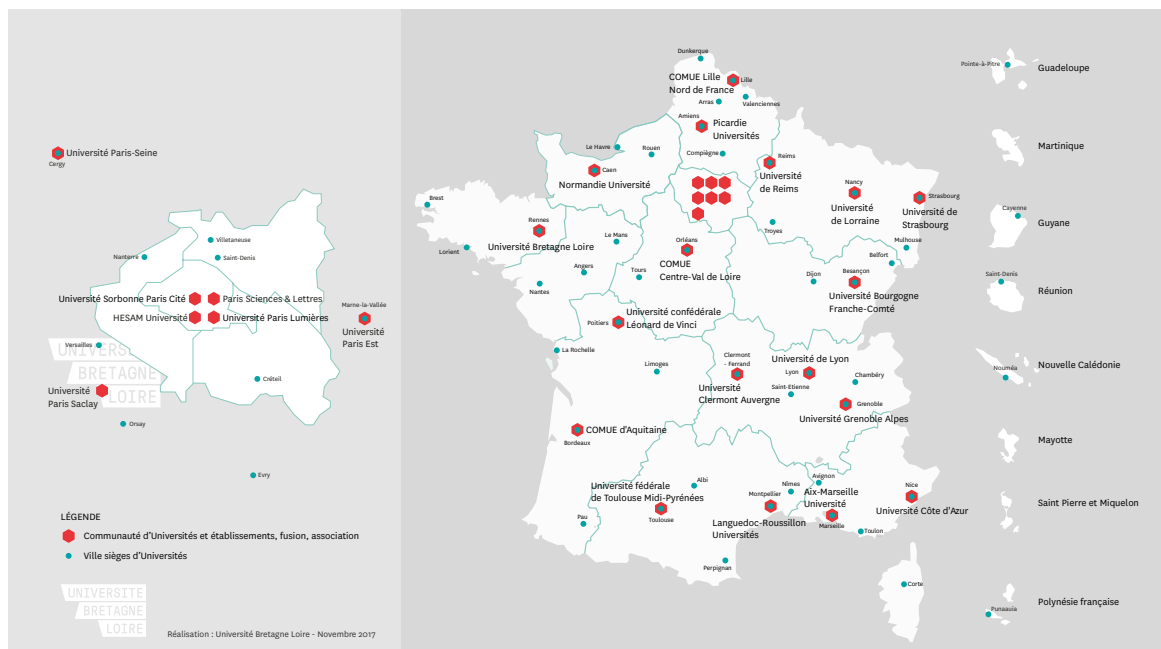 Université Paris-Seine
Cergy
Villetaneuse
Saint-Denis
Nanterre
Université Sorbonne Paris Cité
Paris Sciences & Lettres
HESAM Université
Université Paris Lumières
Marne-la-Vallée
Université
Paris Est
Versailles
UNIVERS
BRETAGNE
LOIRE
Créteil
Université
Paris Saclay
Orsay
Evry
LÉGENDE
Communauté d'Universités et établissements, fusion, association
Ville sièges d'Universités
UNIVERSITE
BRETAGNE
LOIRE
Réalisation : Université Bretagne Loire - Novembre 2017
Dunkerque
COMUE Lille
Nord de France
Lille
Arras
Valenciennes
Amiens
Picardie
Universités
Le Havre
Rouen
Compiègne
Reims
Université
de Reims
Caen
Normandie Université
Nancy
Université
de Lorraine
Strasbourg
Université de
Strasbourg
Brest
Rennes
Université Bretagne Loire
Lorient
Le Mans
Orléans
COMUE
Centre-Val de Loire
Troyes
Mulhouse
Belfort
Angers
Tours
Nantes
Dijon
Besançon
Université Bourgogne
Franche-Comté
Université confédérale
Léonard de Vinci
Poitiers
La Rochelle
Limoges
Clermont
- Ferrand
Université
Clermont Auvergne
Université de Lyon
Lyon
Saint-Etienne
Chambéry
Grenoble
Université Grenoble Alpes
COMUE d'Aquitaine
Bordeaux
Université fédérale
de Toulouse Midi-Pyrénées
Toulouse
Albi
Pau
Montpellier
Nîmes
Languedoc-Roussillon
Universités
Avignon
Aix-Marseille
Université
Marseille
Toulon
Nice
Université Côte d'Azur
Perpignan
Corte
Pointe-à-Pitre
Guadeloupe
Martinique
Cayenne
Guyane
Saint-Denis
Réunion
Nouméa
Nouvelle Calédonie
Mayotte
Saint Pierre et Miquelon
Punaauia
Polynésie française